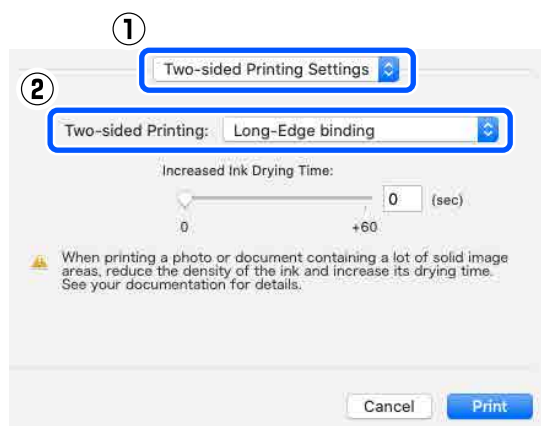 ①
Two-sided Printing Settings
②
Two-sided Printing: Long-Edge binding
Increased Ink Drying Time:
0 (sec)
0 +60
When printing a photo or document containing a lot of solid image
areas, reduce the density of the ink and increase its drying time.
See your documentation for details.
Cancel Print